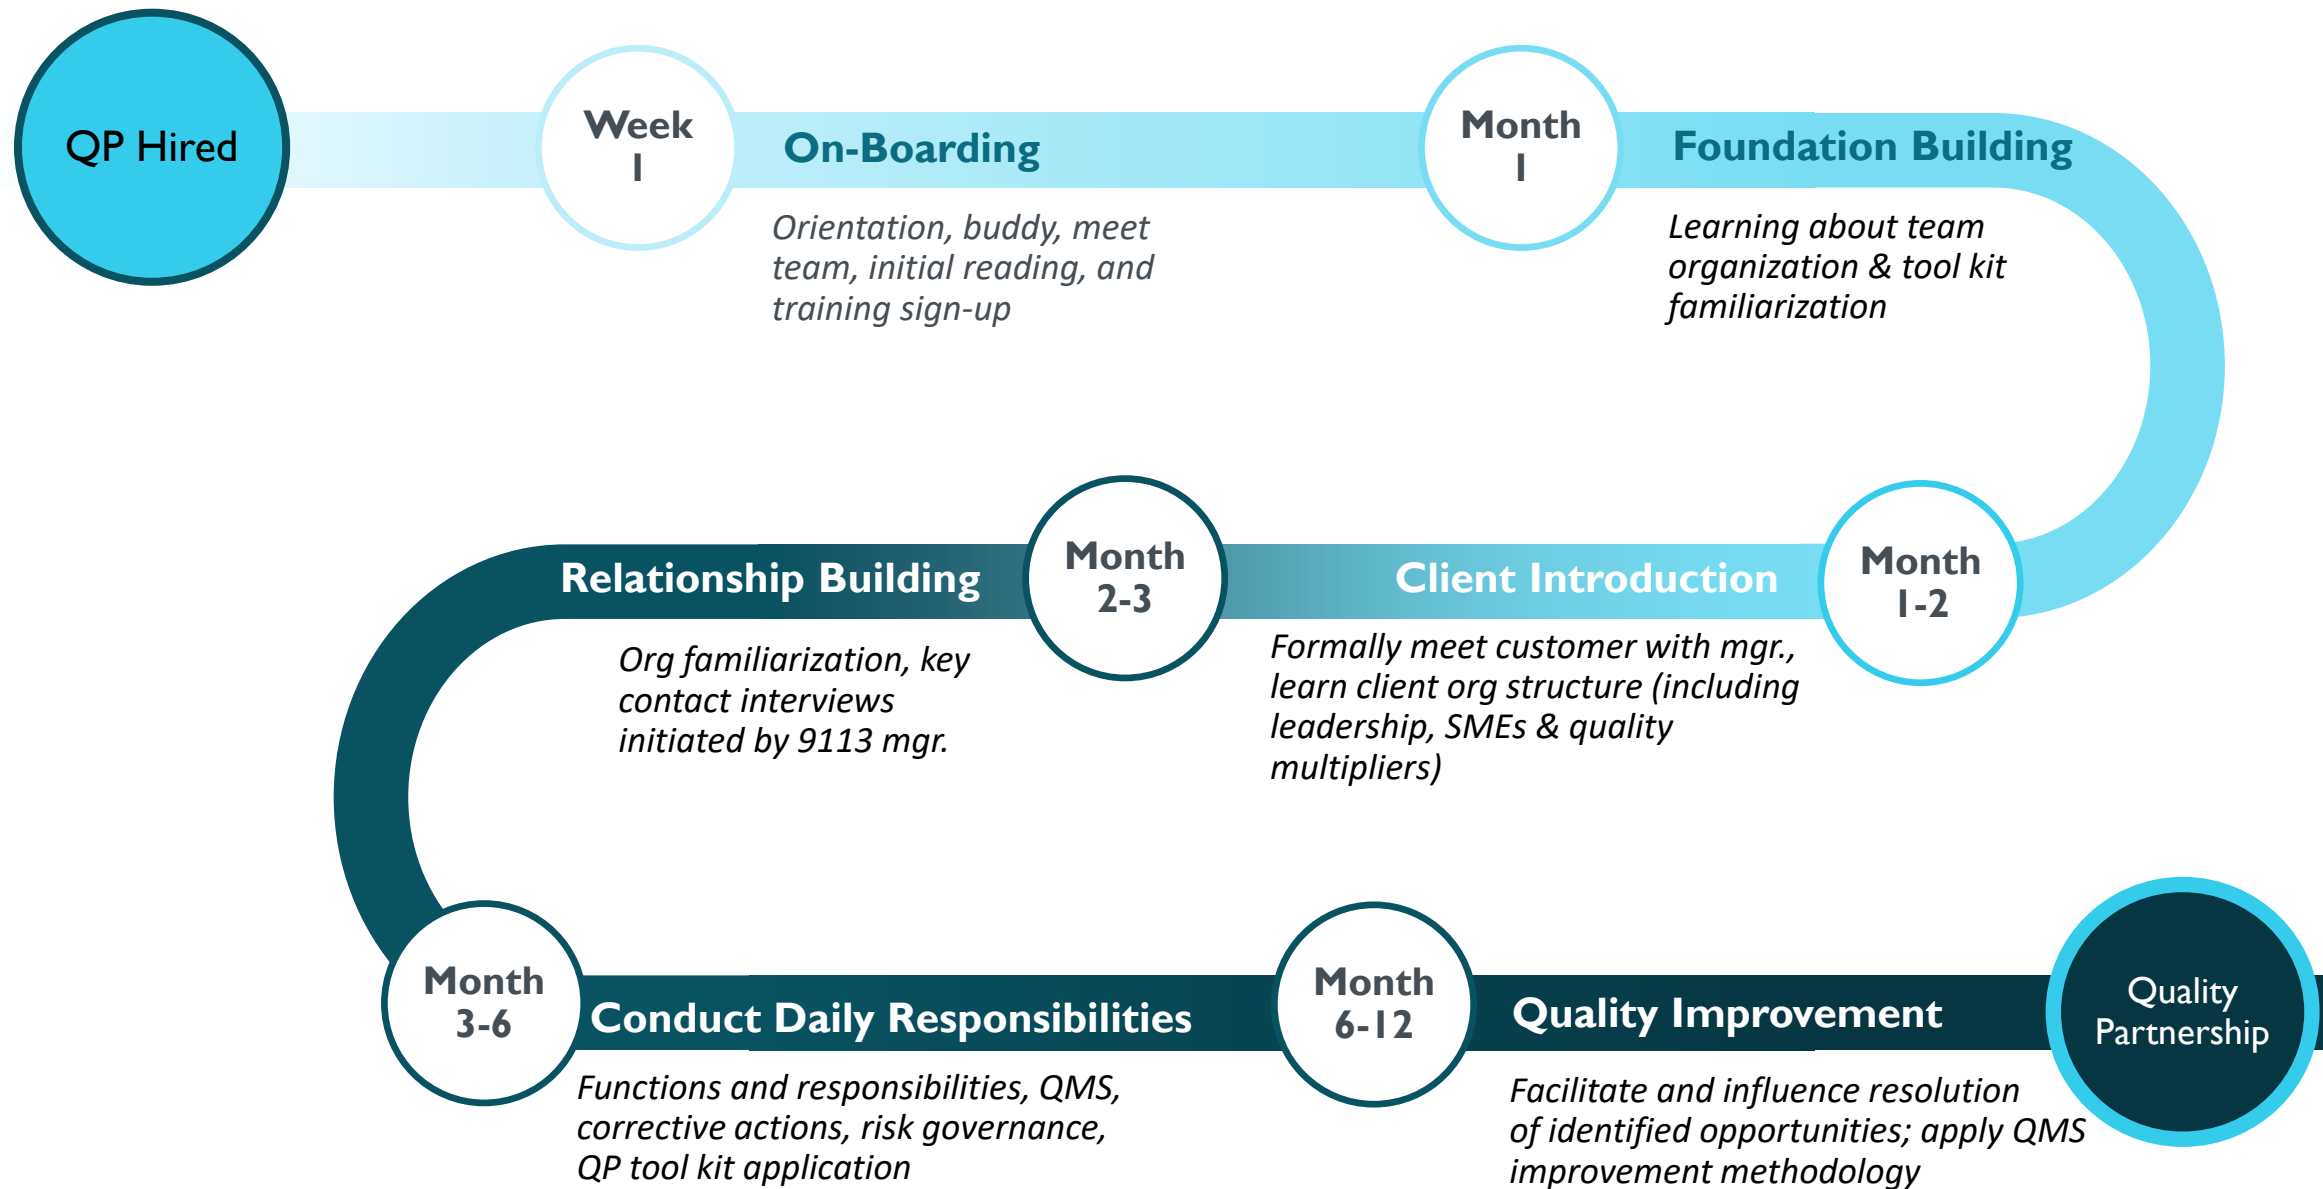 QP Hired
Week
1
On-Boarding
Orientation, buddy, meet
team, initial reading, and
training sign-up
Month
1
Foundation Building
Learning about team
organization & tool kit
familiarization
Month
1-2
Client Introduction
Formally meet customer with mgr.,
learn client org structure (including
leadership, SMEs & quality
multipliers)
Month
2-3
Relationship Building
Org familiarization, key
contact interviews
initiated by 9113 mgr.
Month
3-6
Conduct Daily Responsibilities
Functions and responsibilities, QMS,
corrective actions, risk governance,
QP tool kit application
Month
6-12
Quality Improvement
Facilitate and influence resolution
of identified opportunities; apply QMS
improvement methodology
Quality
Partnership